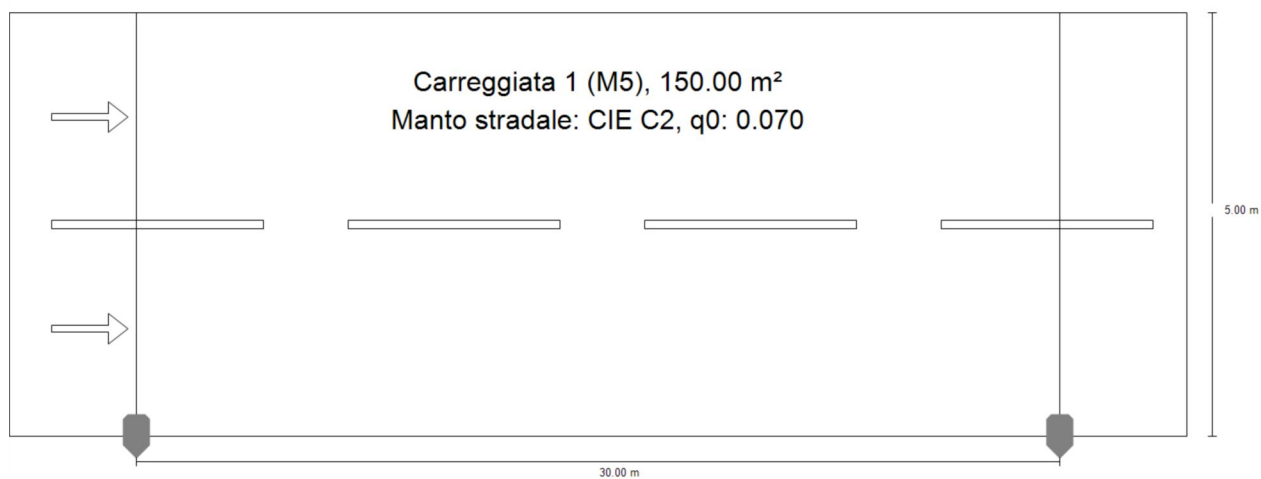 Carreggiata 1 (M5), 150.00 m²
Manto stradale: CIE C2, q0: 0.070
5.00 m
30.00 m